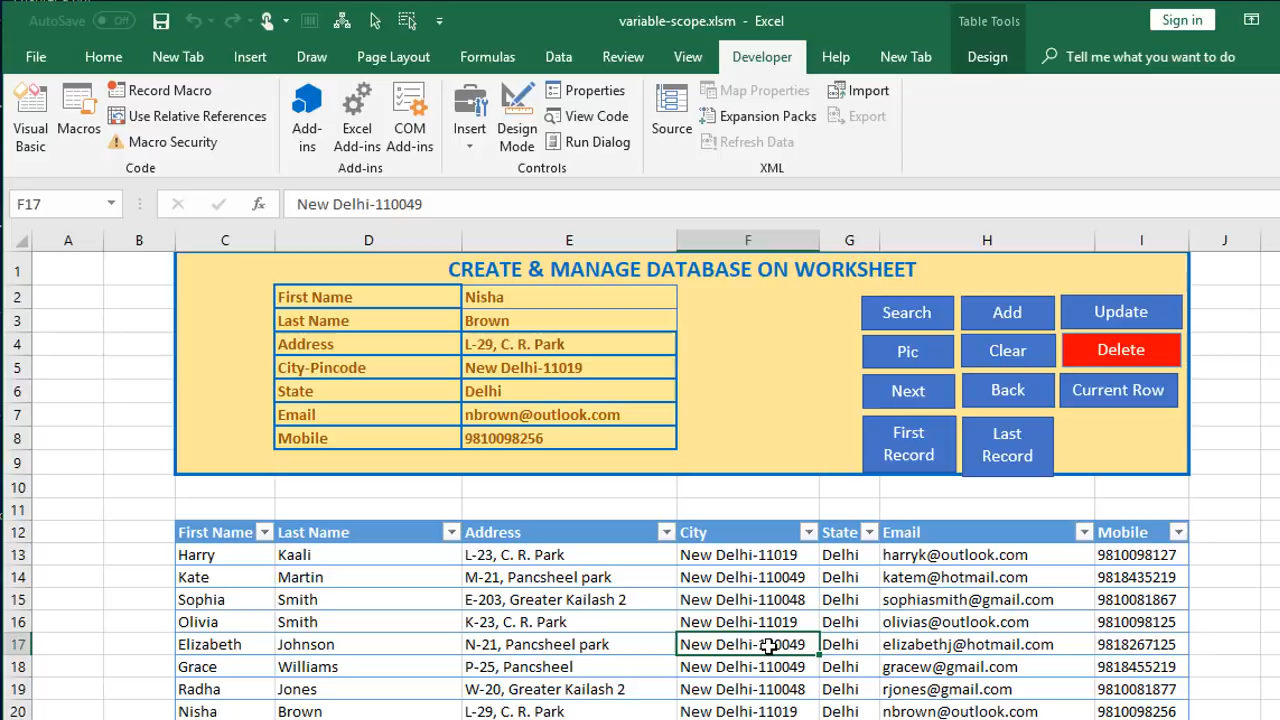 AutoSave Off variable-scope.xlsm - Excel Table Tools Sign in
File Home New Tab Insert Draw Page Layout Formulas Data Review View Developer Help New Tab Design Tell me what you want to do
Visual Basic Macros Record Macro Use Relative References Macro Security
Add-ins Excel Add-ins COM Add-ins
Insert Design Mode Properties View Code Run Dialog
Source Map Properties Expansion Packs Refresh Data Import Export
Code Add-ins Controls XML
F17 fx New Delhi-110049
A B C D E F G H I J
1 CREATE & MANAGE DATABASE ON WORKSHEET
2 First Name Nisha
3 Last Name Brown
4 Address L-29, C. R. Park
5 City-Pincode New Delhi-11019
6 State Delhi
7 Email nbrown@outlook.com
8 Mobile 9810098256
9
Search Add Update
Pic Clear Delete
Next Back Current Row
First Record Last Record
10
11
12 First Name Last Name Address City State Email Mobile
13 Harry Kaali L-23, C. R. Park New Delhi-11019 Delhi harryk@outlook.com 9810098127
14 Kate Martin M-21, Pancsheel park New Delhi-110049 Delhi katem@hotmail.com 9818435219
15 Sophia Smith E-203, Greater Kailash 2 New Delhi-110048 Delhi sophiasmith@gmail.com 9810081867
16 Olivia Smith K-23, C. R. Park New Delhi-11019 Delhi olivias@outlook.com 9810098125
17 Elizabeth Johnson N-21, Pancsheel park New Delhi-110049 Delhi elizabethj@hotmail.com 9818267125
18 Grace Williams P-25, Pancsheel New Delhi-110049 Delhi gracew@gmail.com 9818455219
19 Radha Jones W-20, Greater Kailash 2 New Delhi-110048 Delhi rjones@gmail.com 9810081877
20 Nisha Brown L-29, C. R. Park New Delhi-11019 Delhi nbrown@outlook.com 9810098256